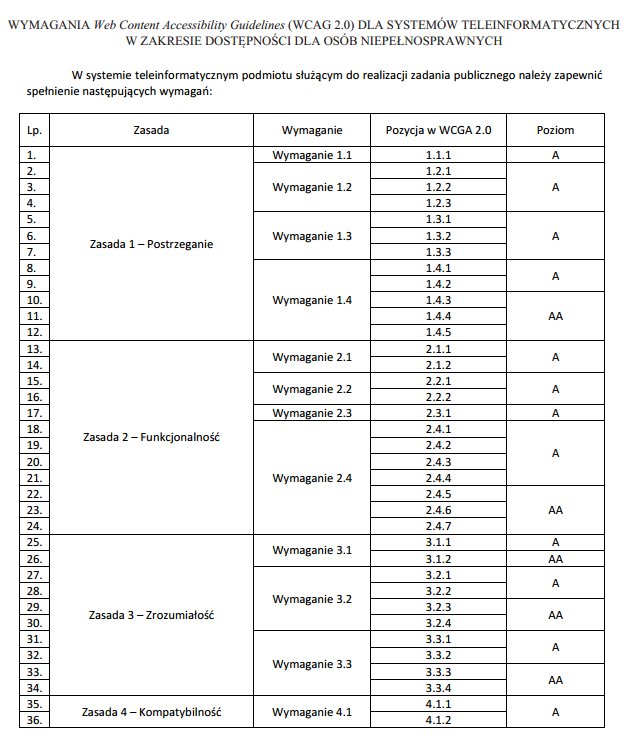 WYMAGANIA Web Content Accessibility Guidelines (WCAG 2.0) DLA SYSTEMÓW TELEINFORMATYCZNYCH
W ZAKRESIE DOSTĘPNOŚCI DLA OSÓB NIEPEŁNOSPRAWNYCH
W systemie teleinformatycznym podmiotu służącym do realizacji zadania publicznego należy zapewnić
spełnienie następujących wymagań:
Lp. Zasada Wymaganie Pozycja w WCGA 2.0 Poziom
1. Wymaganie 1.1 1.1.1 A
2. 1.2.1
3. Wymaganie 1.2 1.2.2 A
4. 1.2.3
5. 1.3.1
6. Zasada 1 – Postrzeganie Wymaganie 1.3 1.3.2 A
7. 1.3.3
8. 1.4.1
A
9. 1.4.2
10. Wymaganie 1.4 1.4.3
11. 1.4.4 AA
12. 1.4.5
13. 2.1.1
Wymaganie 2.1 A
14. 2.1.2
15. 2.2.1
Wymaganie 2.2 A
16. 2.2.2
17. Wymaganie 2.3 2.3.1 A
18. 2.4.1
Zasada 2 – Funkcjonalność
19. 2.4.2
A
20. 2.4.3
21. Wymaganie 2.4 2.4.4
22. 2.4.5
23. 2.4.6 AA
24. 2.4.7
25. 3.1.1 A
Wymaganie 3.1
26. 3.1.2 AA
27. 3.2.1
A
28. 3.2.2
Wymaganie 3.2
29. 3.2.3
Zasada 3 – Zrozumiałość AA
30. 3.2.4
31. 3.3.1
A
32. 3.3.2
Wymaganie 3.3
33. 3.3.3
AA
34. 3.3.4
35. 4.1.1
Zasada 4 – Kompatybilność Wymaganie 4.1 A
36. 4.1.2